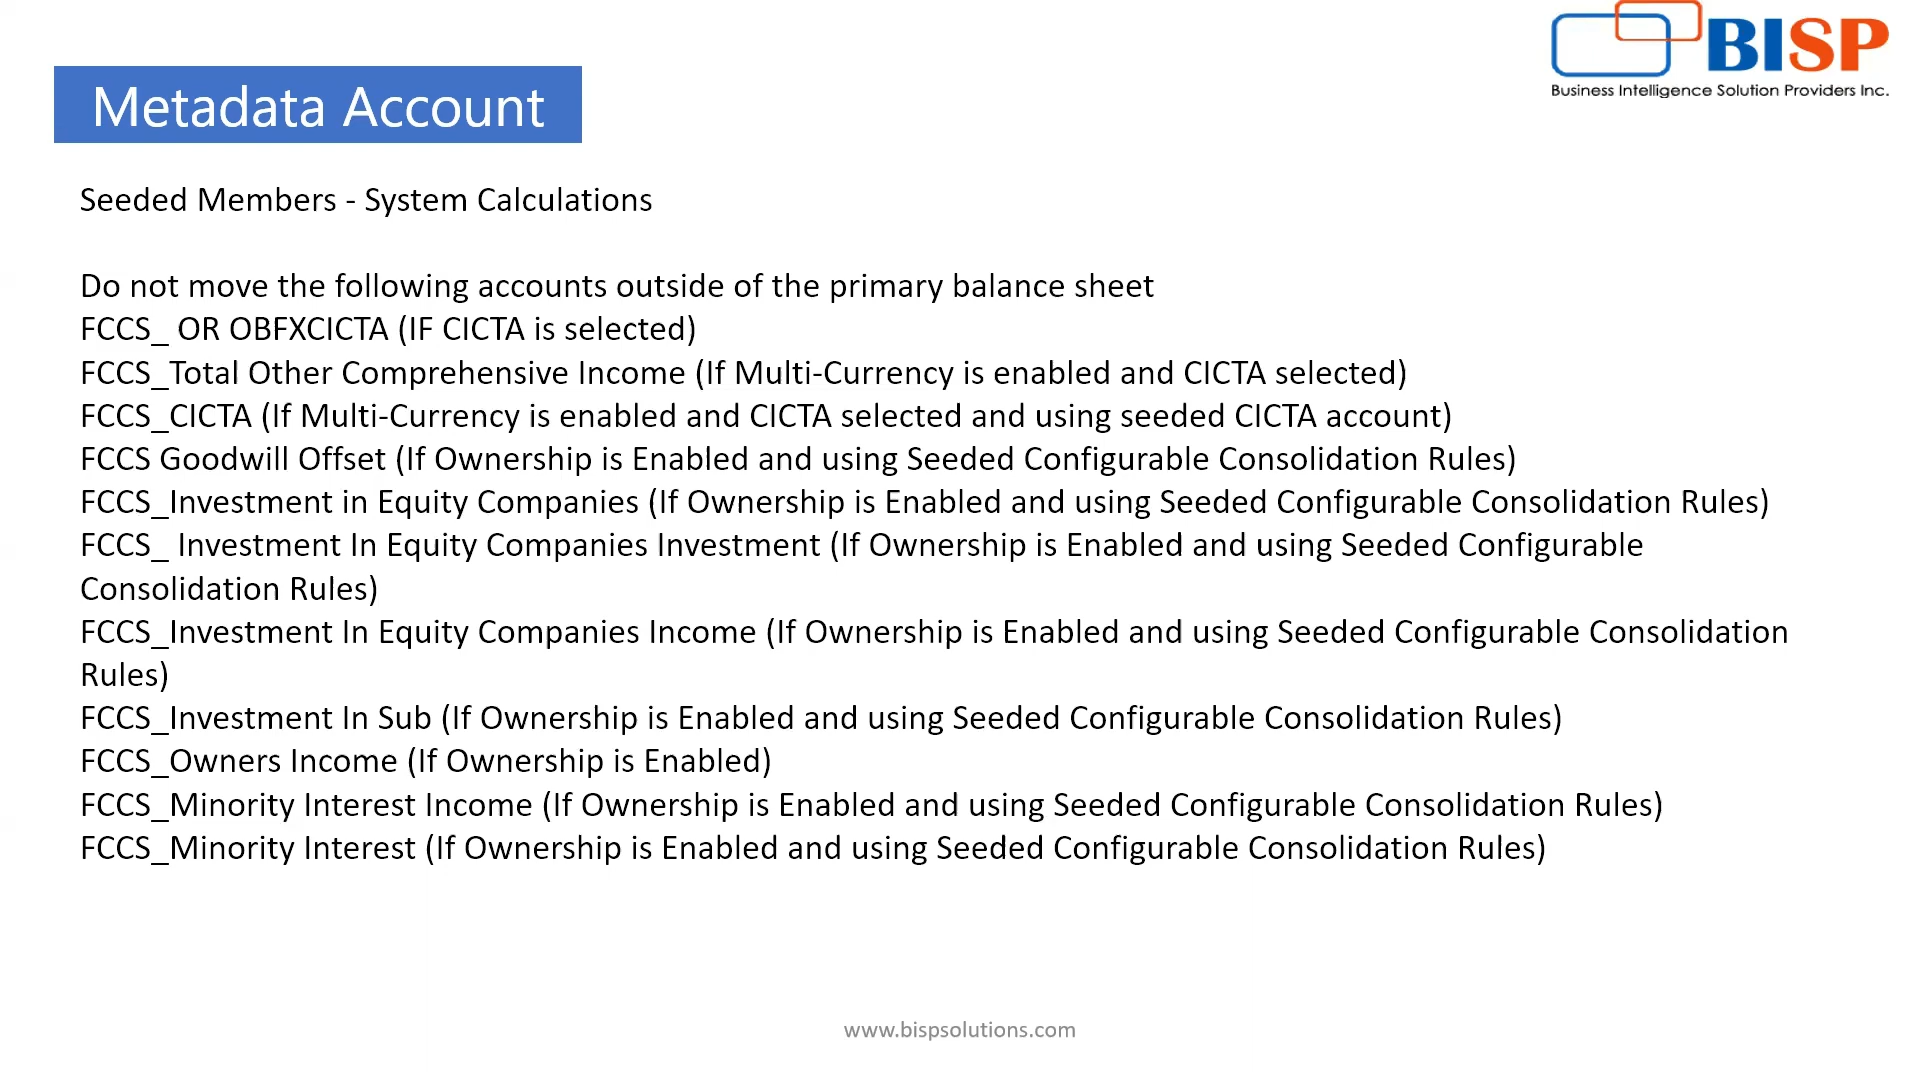 BISP
Business Intelligence Solution Providers Inc.
Metadata Account
Seeded Members - System Calculations
Do not move the following accounts outside of the primary balance sheet
FCCS_ OR OBFXCICTA (IF CICTA is selected)
FCCS_Total Other Comprehensive Income (If Multi-Currency is enabled and CICTA selected)
FCCS_CICTA (If Multi-Currency is enabled and CICTA selected and using seeded CICTA account)
FCCS Goodwill Offset (If Ownership is Enabled and using Seeded Configurable Consolidation Rules)
FCCS_Investment in Equity Companies (If Ownership is Enabled and using Seeded Configurable Consolidation Rules)
FCCS_ Investment In Equity Companies Investment (If Ownership is Enabled and using Seeded Configurable
Consolidation Rules)
FCCS_Investment In Equity Companies Income (If Ownership is Enabled and using Seeded Configurable Consolidation
Rules)
FCCS_Investment In Sub (If Ownership is Enabled and using Seeded Configurable Consolidation Rules)
FCCS_Owners Income (If Ownership is Enabled)
FCCS_Minority Interest Income (If Ownership is Enabled and using Seeded Configurable Consolidation Rules)
FCCS_Minority Interest (If Ownership is Enabled and using Seeded Configurable Consolidation Rules)
www.bispsolutions.com